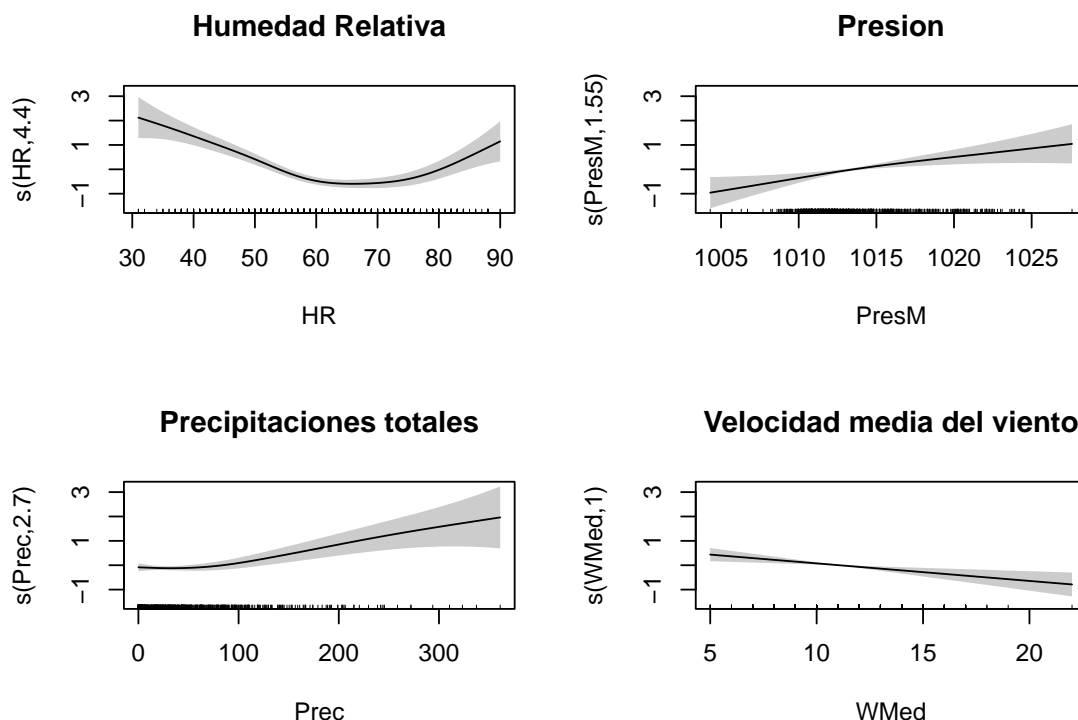 Humedad Relativa
s(HR,4.4)
3
1
−1
30 40 50 60 70 80 90
HR
Presion
s(PresM,1.55)
3
1
−1
1005 1010 1015 1020 1025
PresM
Precipitaciones totales
s(Prec,2.7)
3
1
−1
0 100 200 300
Prec
Velocidad media del viento
s(WMed,1)
3
1
−1
5 10 15 20
WMed